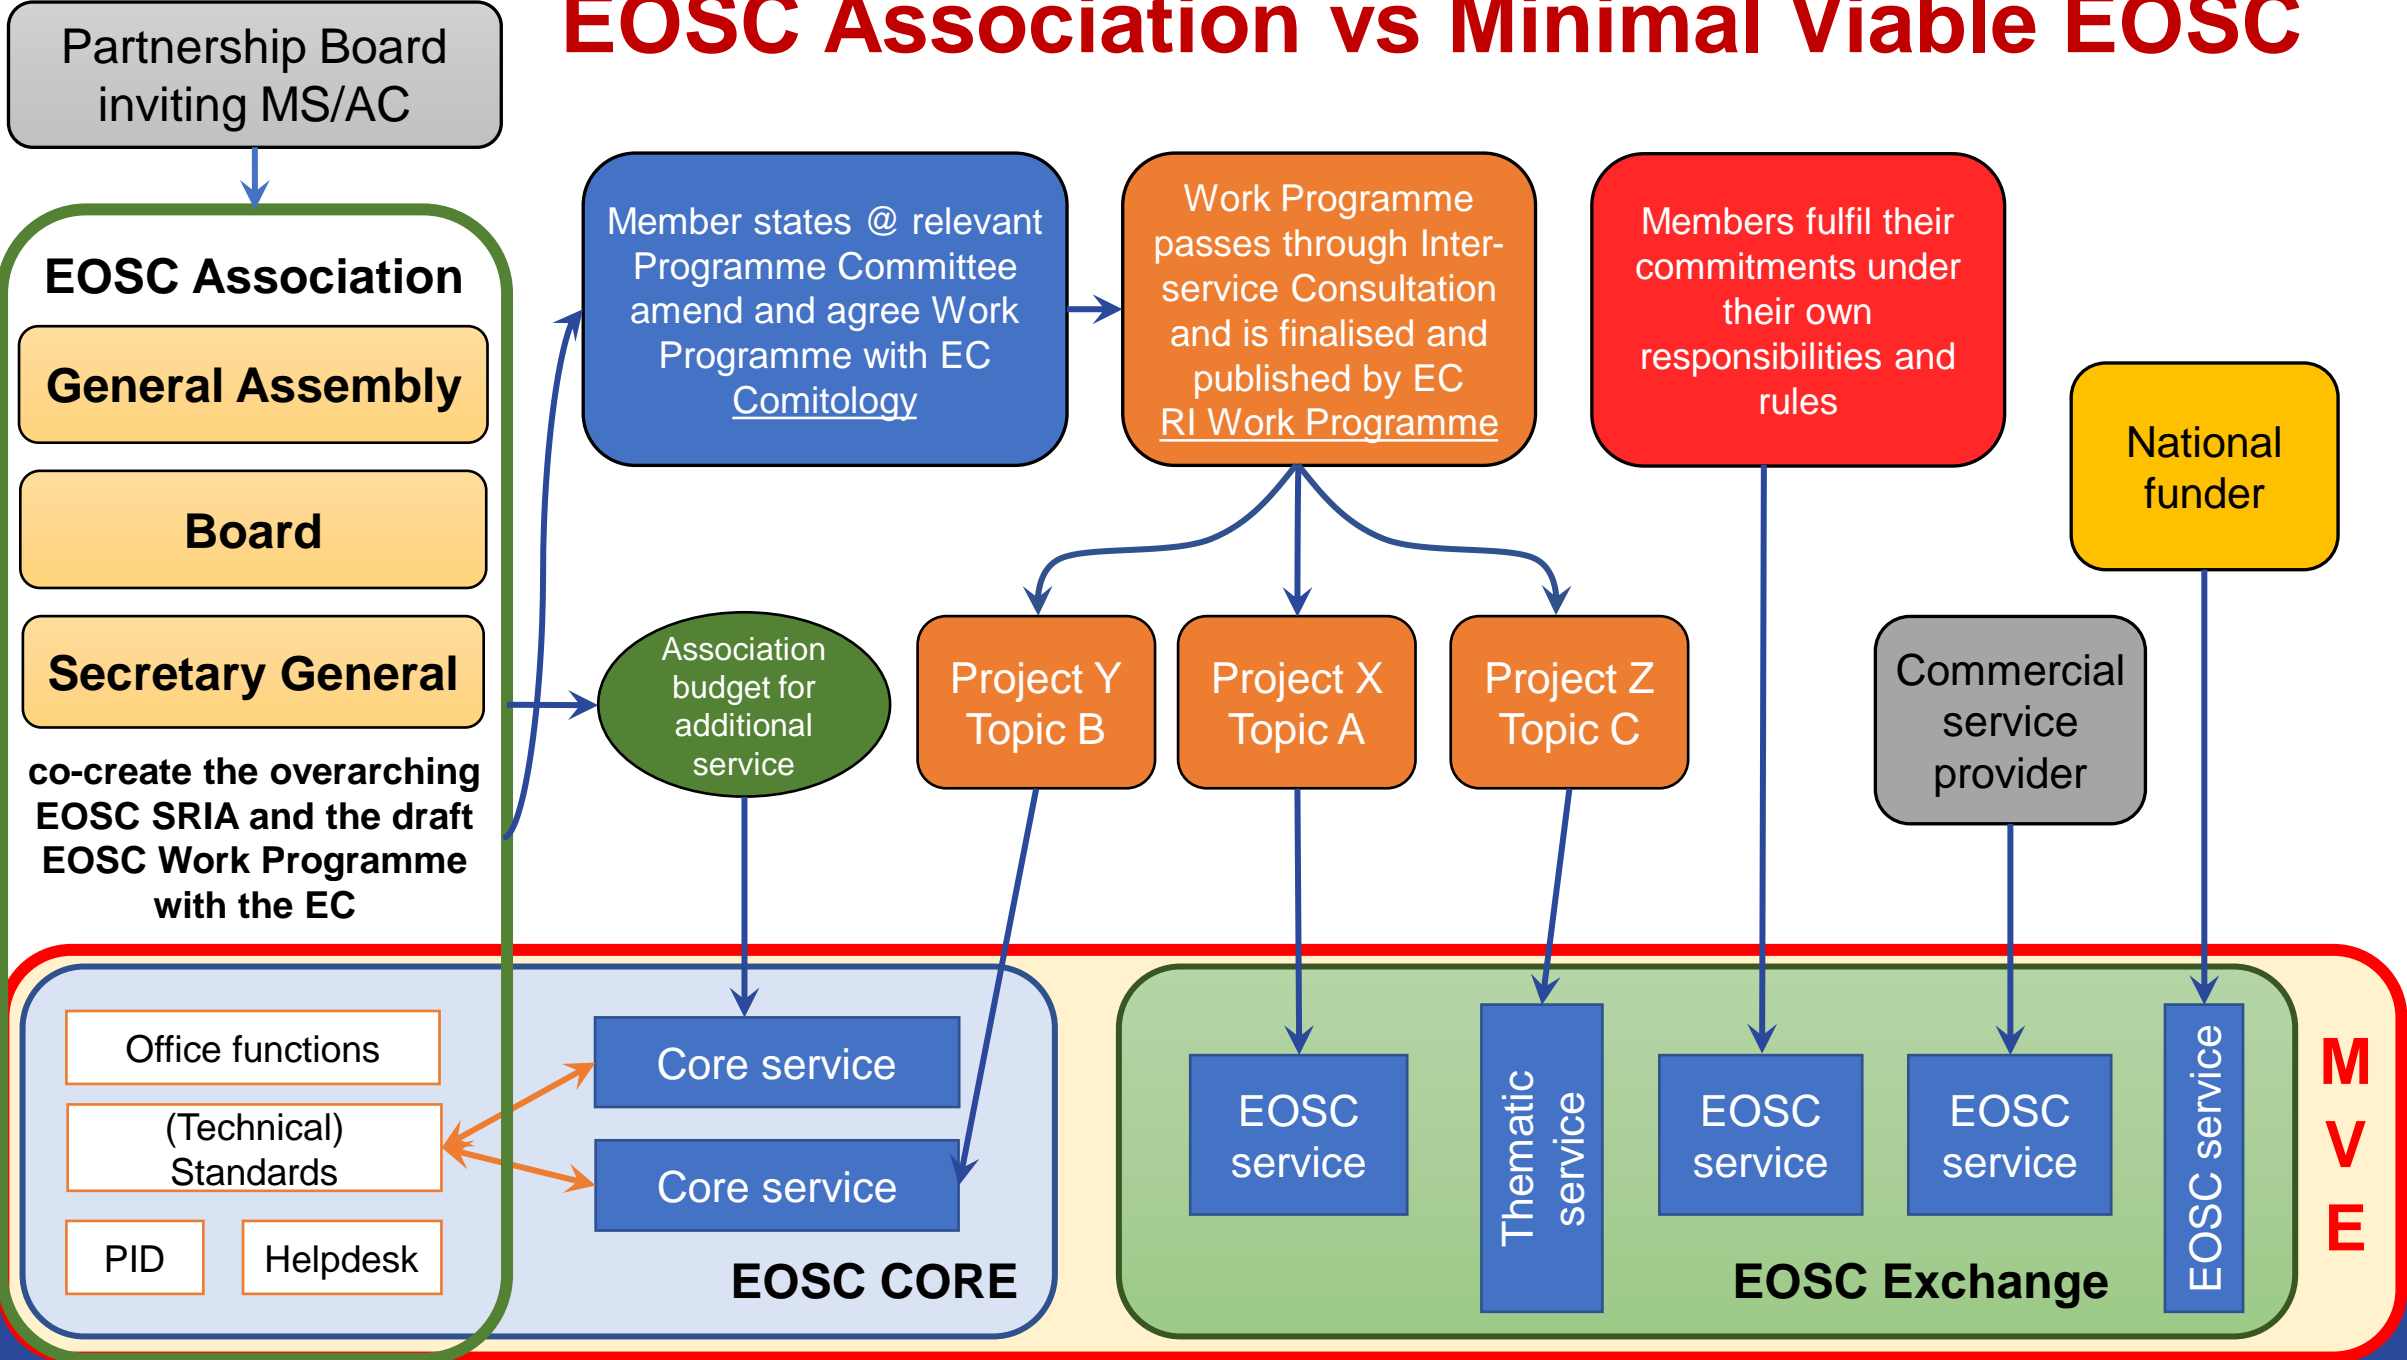 EOSC Association vs Minimal Viable EOSC
Partnership Board
inviting MS/AC
EOSC Association
General Assembly
Board
Secretary General
co-create the overarching
EOSC SRIA and the draft
EOSC Work Programme
with the EC
Member states @ relevant
Programme Committee
amend and agree Work
Programme with EC
Comitology
Work Programme
passes through Inter-
service Consultation
and is finalised and
published by EC
RI Work Programme
Members fulfil their
commitments under
their own
responsibilities and
rules
National
funder
Association
budget for
additional
service
Project Y
Topic B
Project X
Topic A
Project Z
Topic C
Commercial
service
provider
Office functions
(Technical)
Standards
PID
Helpdesk
Core service
Core service
EOSC CORE
EOSC
service
Thematic
service
EOSC
service
EOSC
service
EOSC service
EOSC Exchange
M
V
E